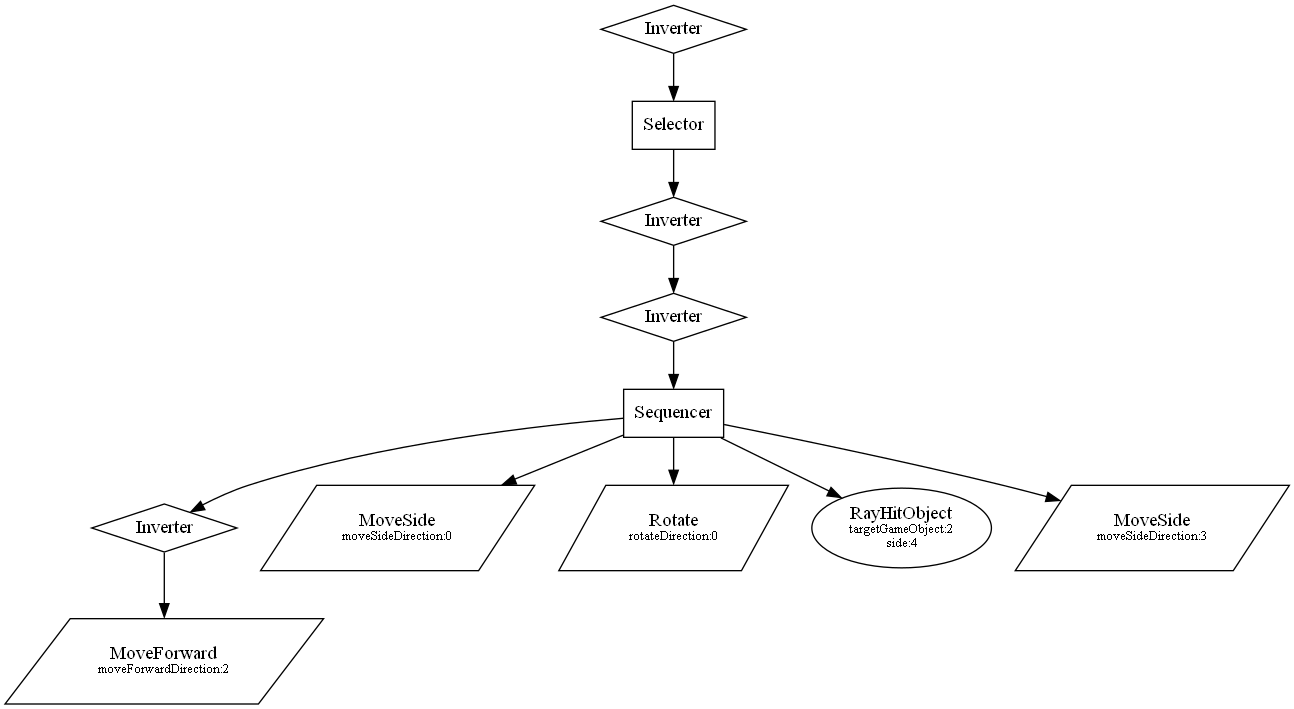 Inverter
Selector
Inverter
Inverter
Sequencer
Inverter
MoveSide
moveSideDirection:0
Rotate
rotateDirection:0
RayHitObject
targetGameObject:2
side:4
MoveSide
moveSideDirection:3
MoveForward
moveForwardDirection:2